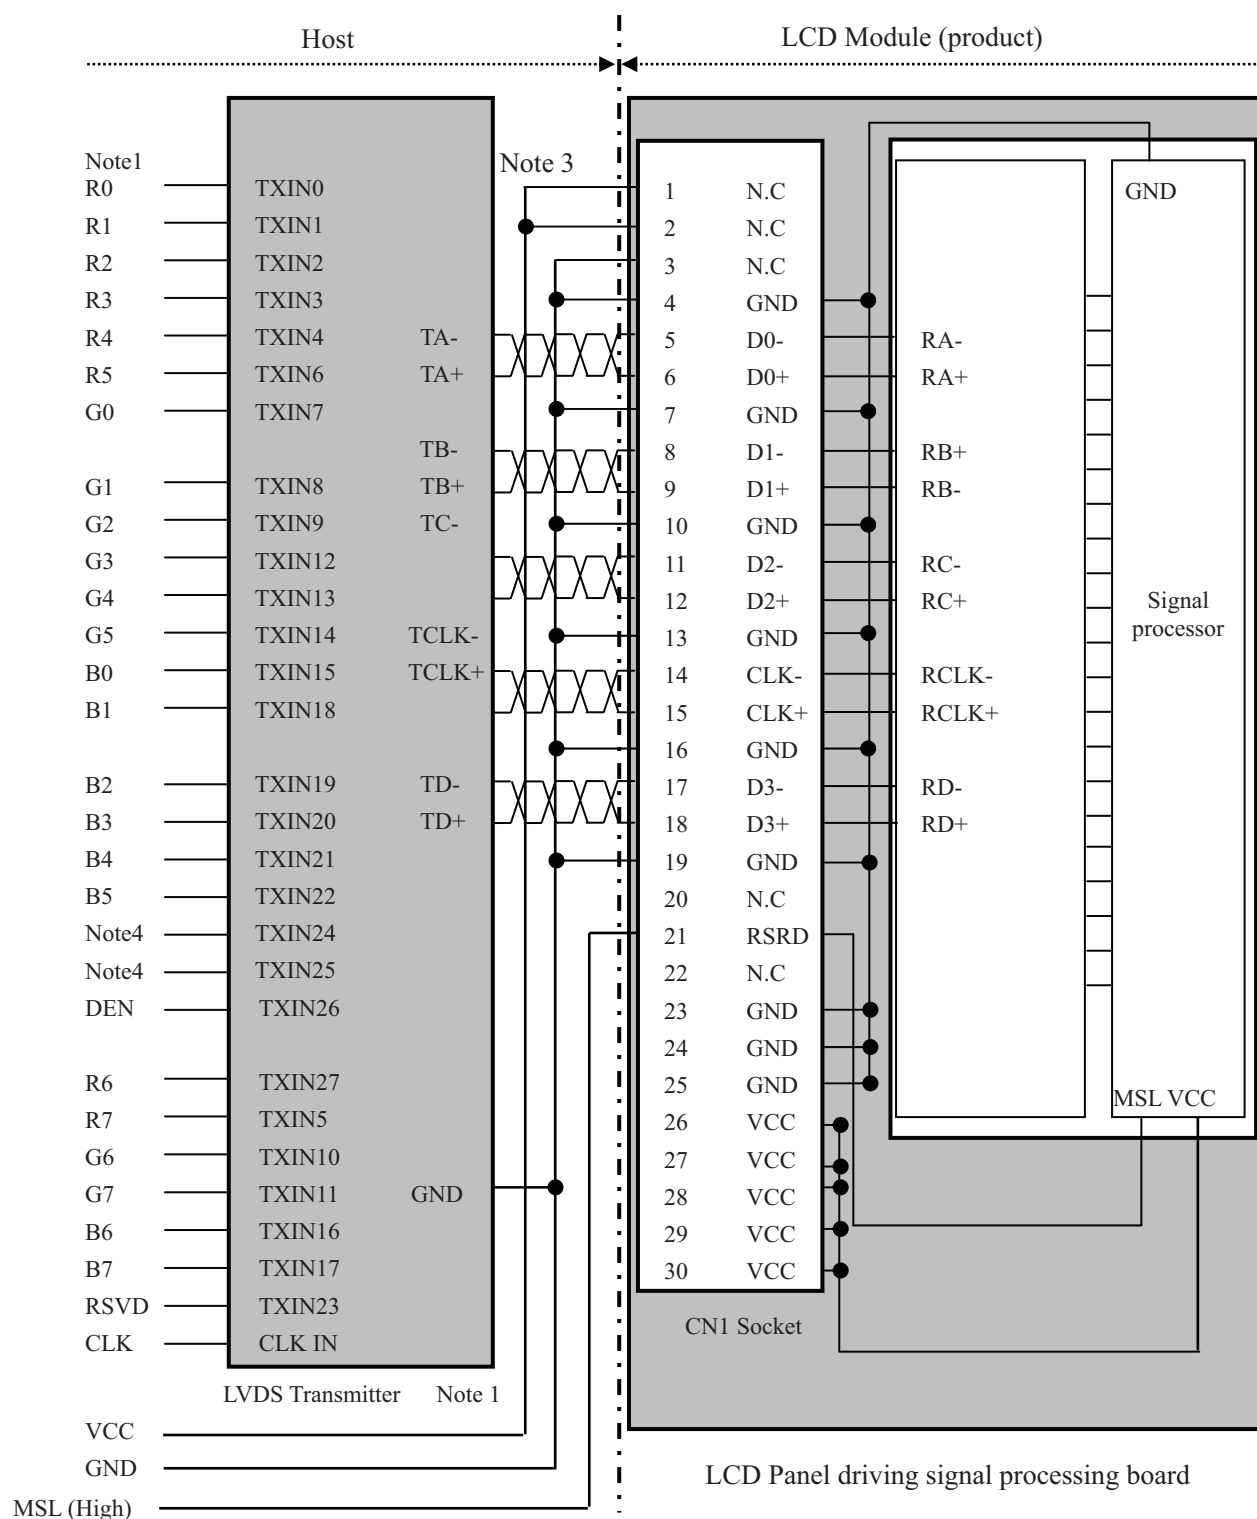 Host
LCD Module (product)
Note1
Note 3
R0 TXIN0
R1 TXIN1
R2 TXIN2
R3 TXIN3
R4 TXIN4 TA-
R5 TXIN6 TA+
G0 TXIN7
TB-
G1 TXIN8 TB+
G2 TXIN9 TC-
G3 TXIN12
G4 TXIN13
G5 TXIN14 TCLK-
B0 TXIN15 TCLK+
B1 TXIN18
B2 TXIN19 TD-
B3 TXIN20 TD+
B4 TXIN21
B5 TXIN22
Note4 TXIN24
Note4 TXIN25
DEN TXIN26
R6 TXIN27
R7 TXIN5
G6 TXIN10
G7 TXIN11 GND
B6 TXIN16
B7 TXIN17
RSVD TXIN23
CLK CLK IN
LVDS Transmitter Note 1
VCC
GND
MSL (High)
1 N.C
2 N.C
3 N.C
4 GND
5 D0-
6 D0+
7 GND
8 D1-
9 D1+
10 GND
11 D2-
12 D2+
13 GND
14 CLK-
15 CLK+
16 GND
17 D3-
18 D3+
19 GND
20 N.C
21 RSRD
22 N.C
23 GND
24 GND
25 GND
26 VCC
27 VCC
28 VCC
29 VCC
30 VCC
CN1 Socket
RA-
RA+
RB+
RB-
RC-
RC+
RCLK-
RCLK+
RD-
RD+
GND
Signal
processor
MSL VCC
LCD Panel driving signal processing board